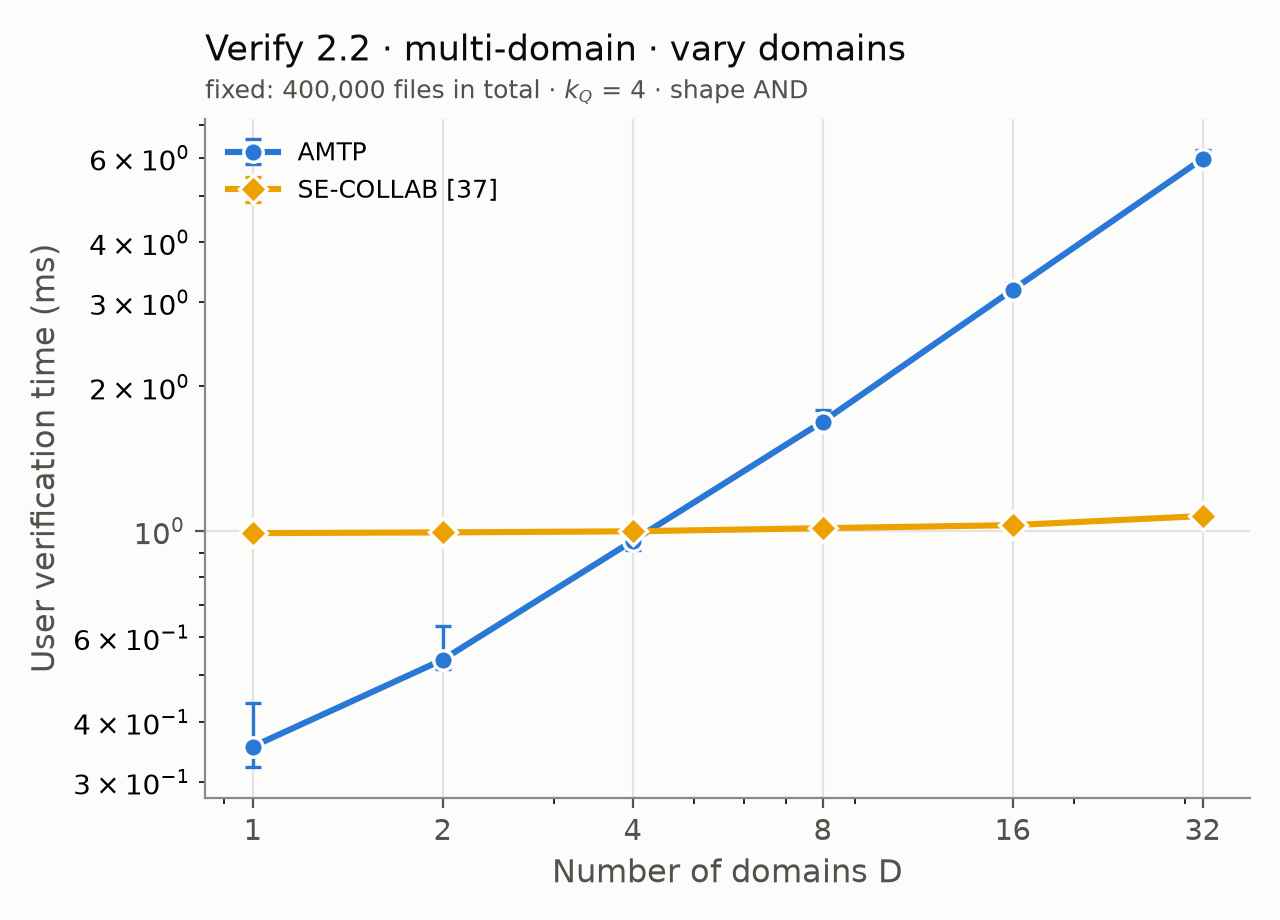 Verify 2.2 · multi-domain · vary domains
fixed: 400,000 files in total · k_Q = 4 · shape AND
AMTP
SE-COLLAB [37]
User verification time (ms)
6 × 10⁰
4 × 10⁰
3 × 10⁰
2 × 10⁰
10⁰
6 × 10⁻¹
4 × 10⁻¹
3 × 10⁻¹
1 2 4 8 16 32
Number of domains D